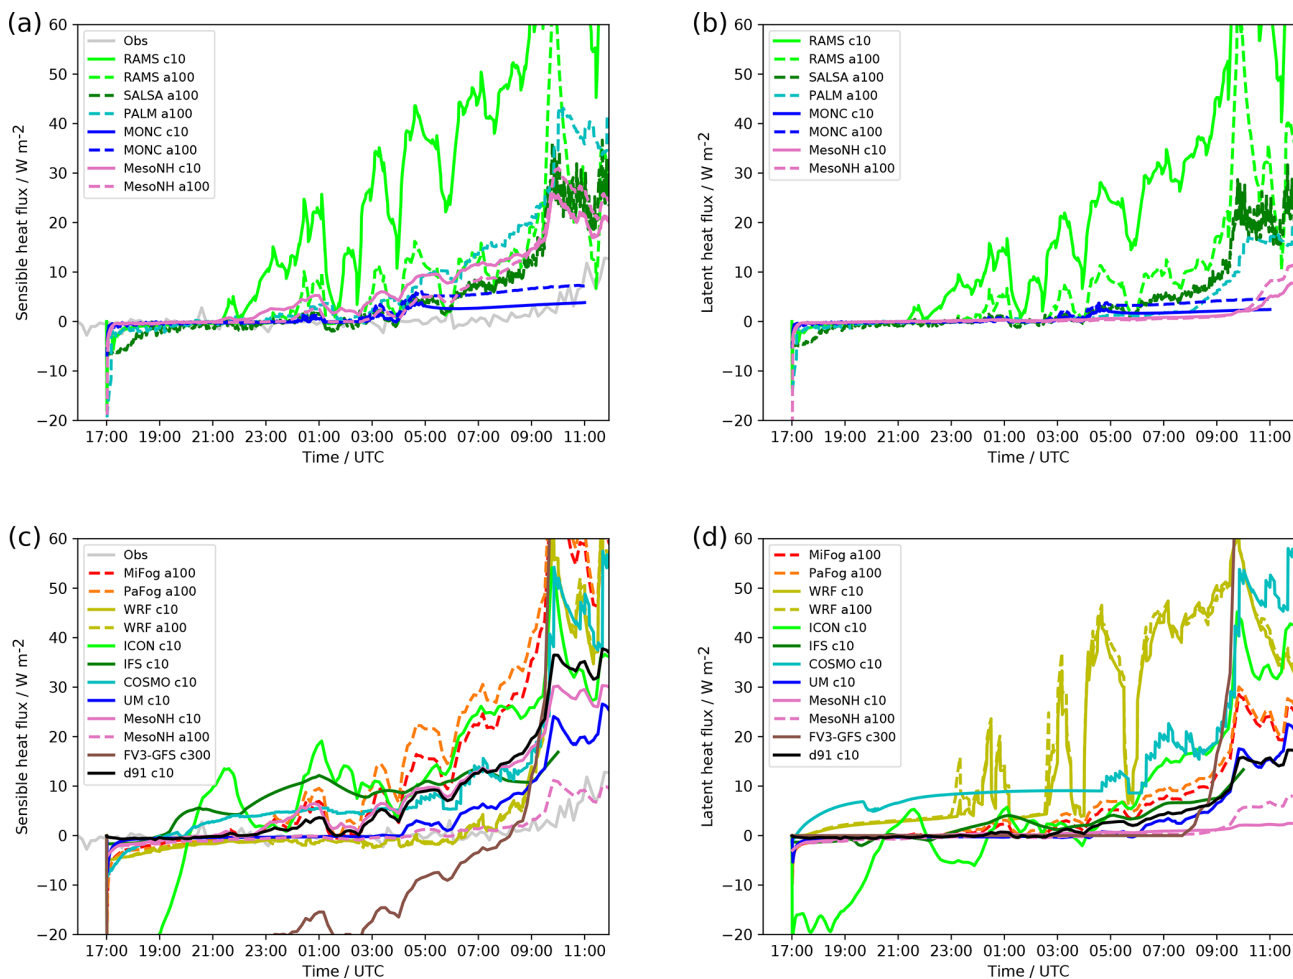 (a)
60
50
40
30
20
10
0
−10
−20
Sensible heat flux / W m-2
Obs
RAMS c10
RAMS a100
SALSA a100
PALM a100
MONC c10
MONC a100
MesoNH c10
MesoNH a100
17:00 19:00 21:00 23:00 01:00 03:00 05:00 07:00 09:00 11:00
Time / UTC
(b)
60
50
40
30
20
10
0
−10
−20
Latent heat flux / W m-2
RAMS c10
RAMS a100
SALSA a100
PALM a100
MONC c10
MONC a100
MesoNH c10
MesoNH a100
17:00 19:00 21:00 23:00 01:00 03:00 05:00 07:00 09:00 11:00
Time / UTC
(c)
60
50
40
30
20
10
0
−10
−20
Sensible heat flux / W m-2
Obs
MiFog a100
PaFog a100
WRF c10
WRF a100
ICON c10
IFS c10
COSMO c10
UM c10
MesoNH c10
MesoNH a100
FV3-GFS c300
d91 c10
17:00 19:00 21:00 23:00 01:00 03:00 05:00 07:00 09:00 11:00
Time / UTC
(d)
60
50
40
30
20
10
0
−10
−20
Latent heat flux / W m-2
MiFog a100
PaFog a100
WRF c10
WRF a100
ICON c10
IFS c10
COSMO c10
UM c10
MesoNH c10
MesoNH a100
FV3-GFS c300
d91 c10
17:00 19:00 21:00 23:00 01:00 03:00 05:00 07:00 09:00 11:00
Time / UTC